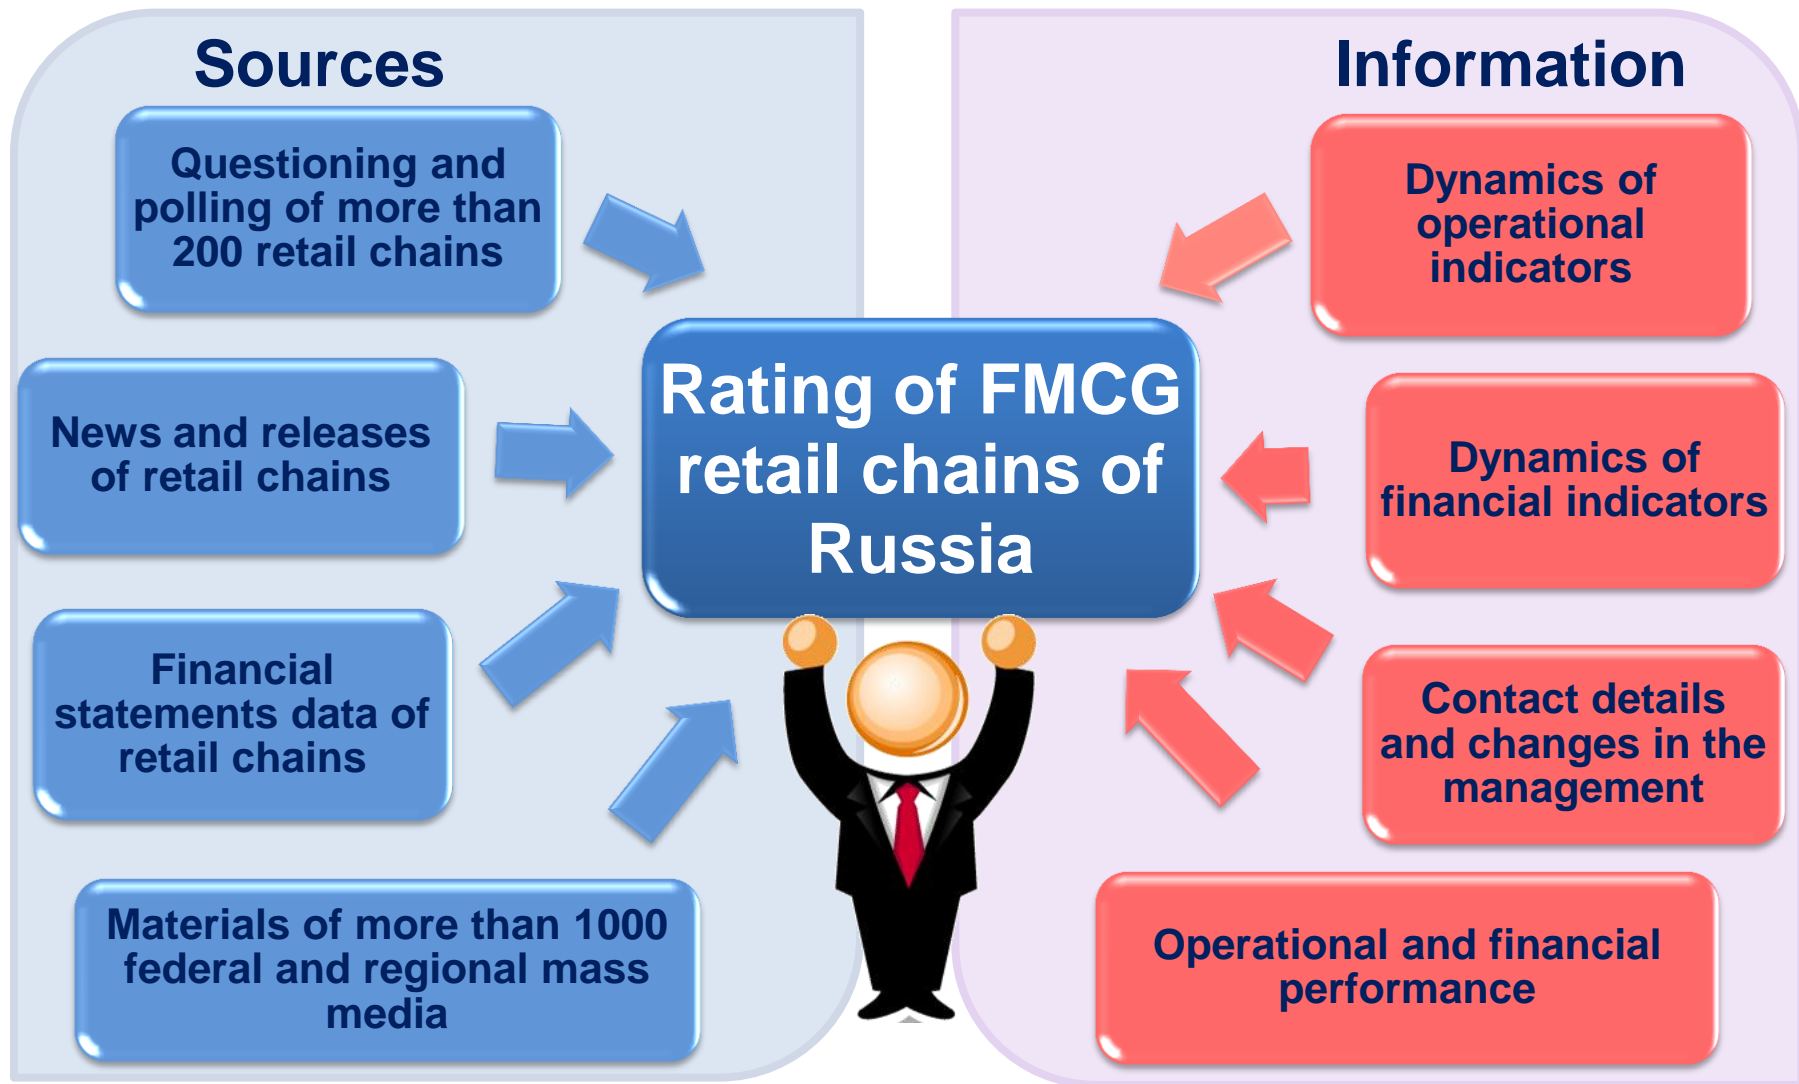 Sources
Questioning and
polling of more than
200 retail chains
News and releases
of retail chains
Financial
statements data of
retail chains
Materials of more than 1000
federal and regional mass
media
Rating of FMCG
retail chains of
Russia
Information
Dynamics of
operational
indicators
Dynamics of
financial indicators
Contact details
and changes in the
management
Operational and financial
performance